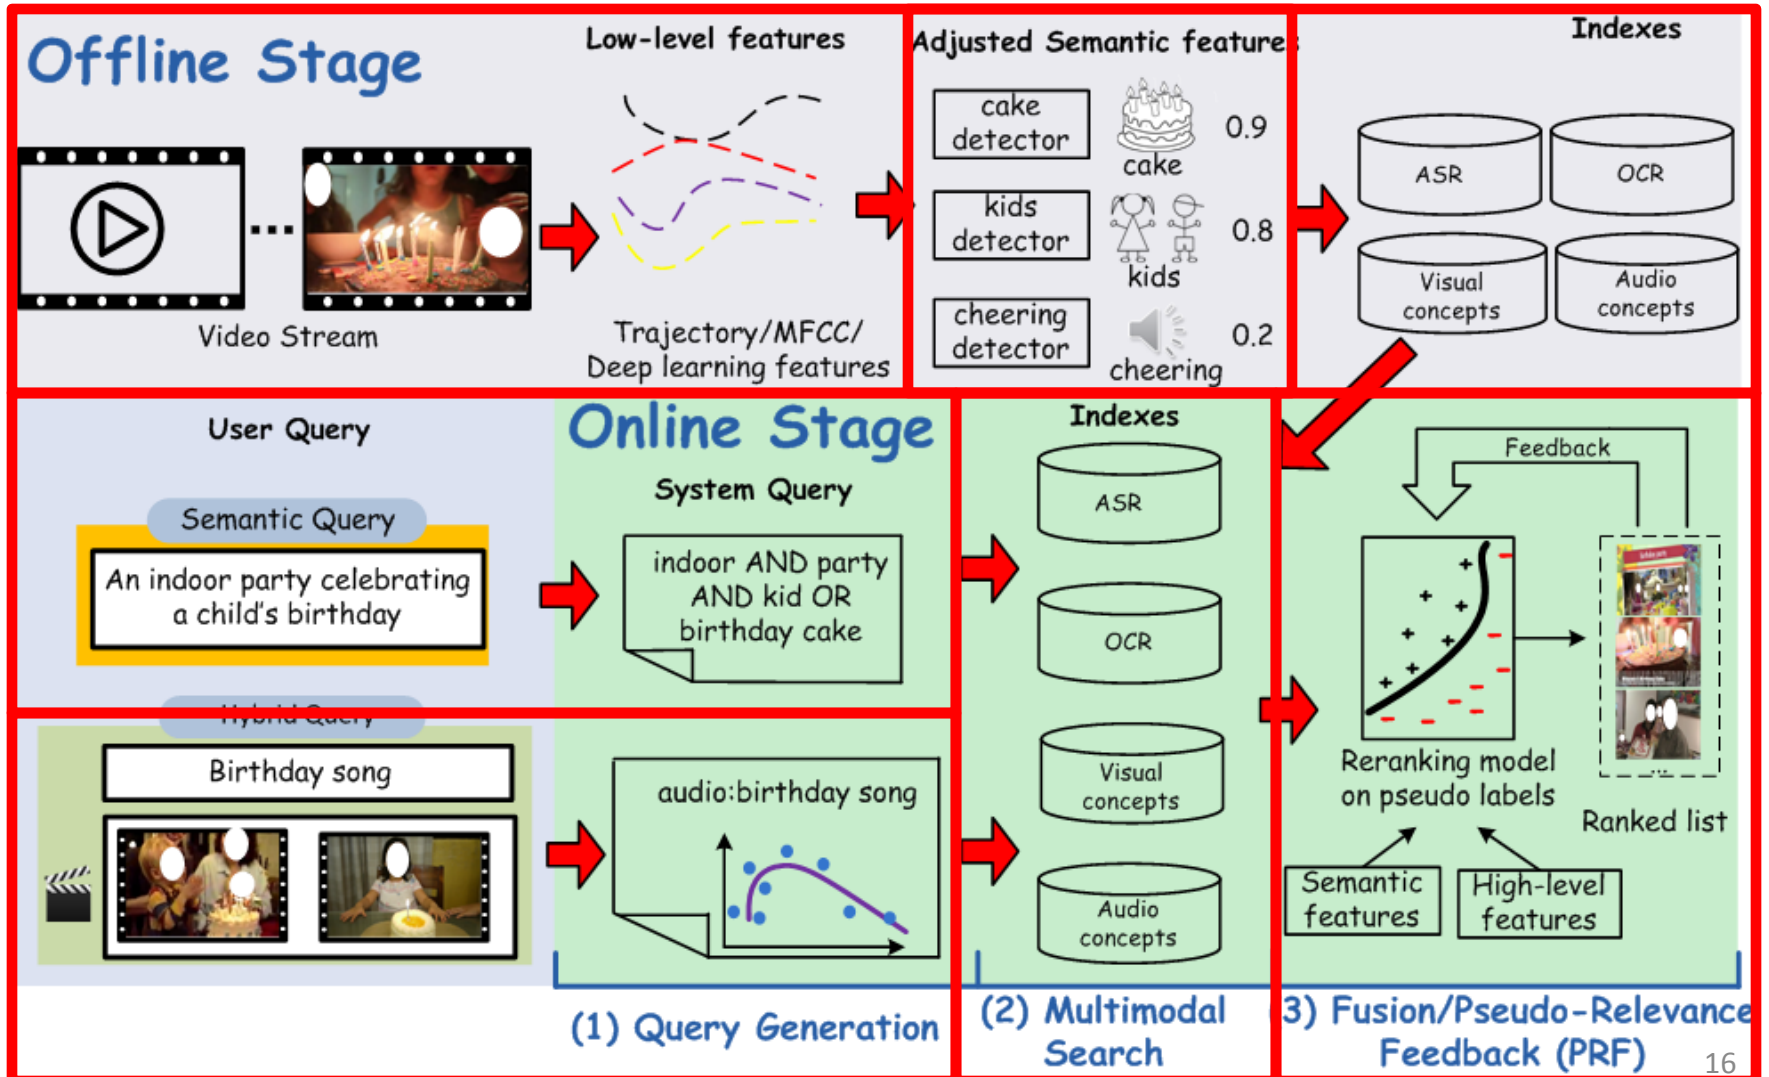 Offline Stage
Low-level features
Trajectory/MFCC/
Deep learning features
Video Stream
Adjusted Semantic features
cake
detector
cake
0.9
kids
detector
kids
0.8
cheering
detector
cheering
0.2
Indexes
ASR
OCR
Visual
concepts
Audio
concepts
User Query
Semantic Query
An indoor party celebrating
a child's birthday
Hybrid Query
Birthday song
Online Stage
System Query
indoor AND party
AND kid OR
birthday cake
audio:birthday song
Indexes
ASR
OCR
Visual
concepts
Audio
concepts
Feedback
Reranking model
on pseudo labels
...
Ranked list
Semantic
features
High-level
features
(1) Query Generation
(2) Multimodal
Search
3) Fusion/Pseudo-Relevance
Feedback (PRF)
16